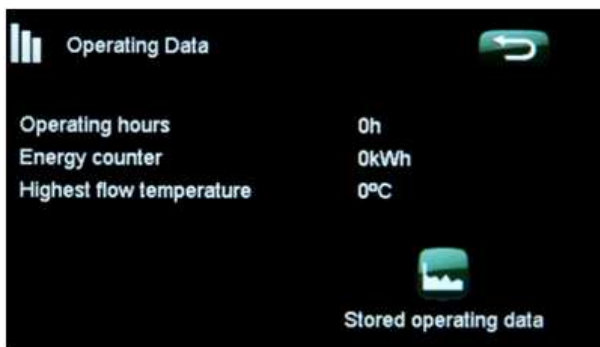 Operating Data
Operating hours 0h
Energy counter 0kWh
Highest flow temperature 0ºC
Stored operating data